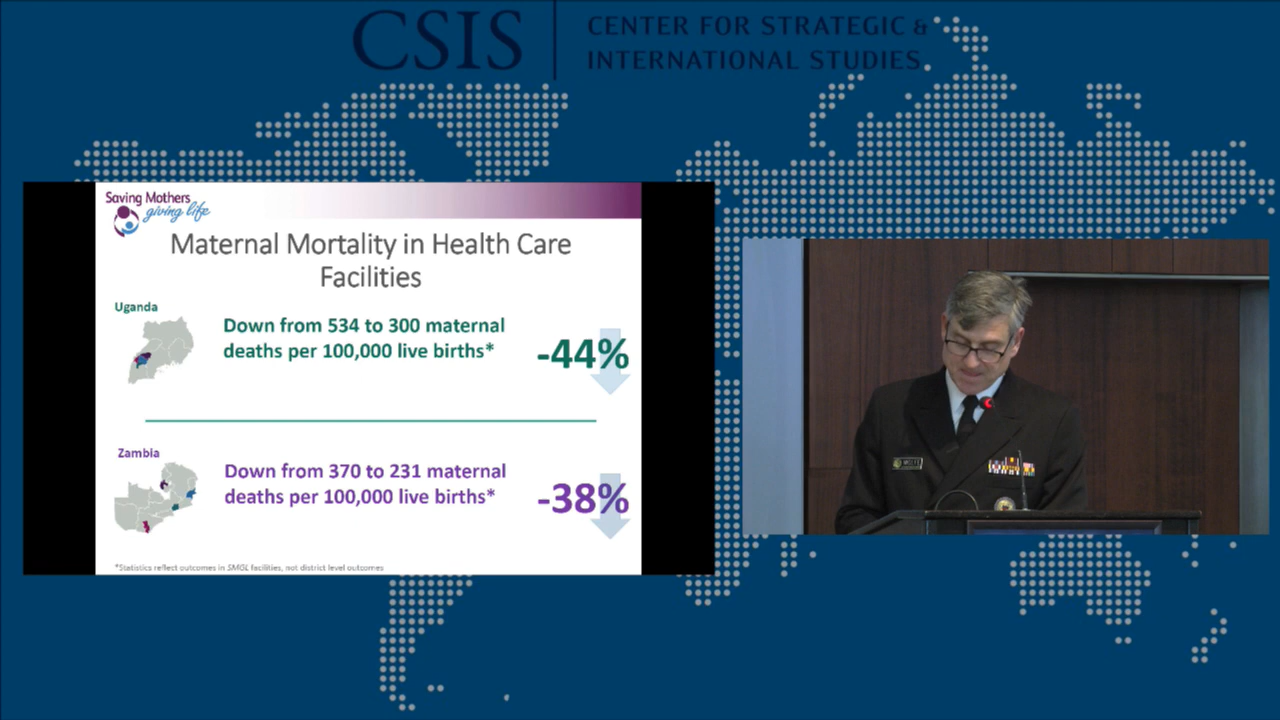 CSIS
CENTER FOR STRATEGIC &
INTERNATIONAL STUDIES
Saving Mothers
giving life
Maternal Mortality in Health Care
Facilities
Uganda
Down from 534 to 300 maternal
deaths per 100,000 live births*
-44%
Zambia
Down from 370 to 231 maternal
deaths per 100,000 live births*
-38%
*Statistics reflect outcomes in SMGL facilities, not district level outcomes